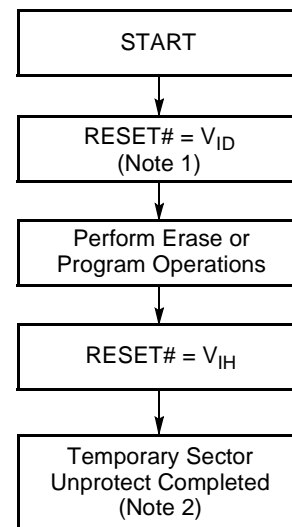 START
RESET# = VID
(Note 1)
Perform Erase or
Program Operations
RESET# = VIH
Temporary Sector
Unprotect Completed
(Note 2)